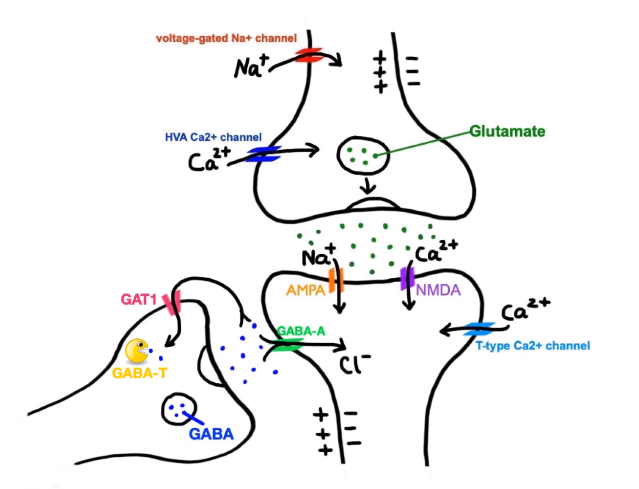 voltage-gated Na+ channel
Na+
+ −
+ −
+
HVA Ca2+ channel
Ca2+
Glutamate
Na+
Ca2+
AMPA
NMDA
GAT1
Ca2+
GABA-A
T-type Ca2+ channel
Cl-
GABA-T
GABA
+ −
+ −
+ −